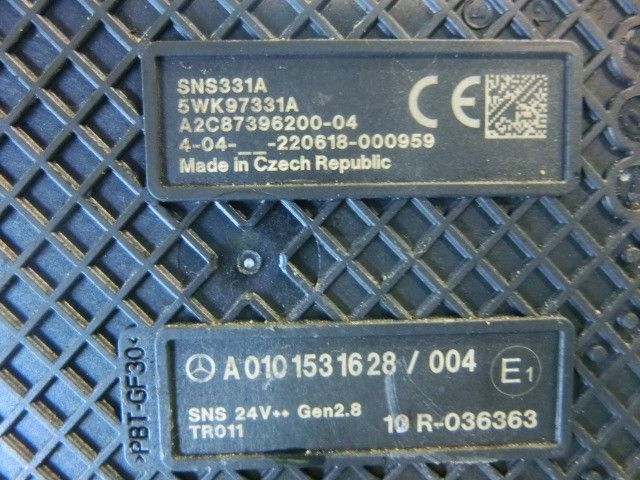 SNS331A
5WK97331A
A2C87396200-04
4-04-__-220618-000959
Made in Czech Republic
CE
>PBT-GF30<
A 010 153 16 28 / 004
E1
SNS 24V++ Gen2.8
TR011
10 R-036363